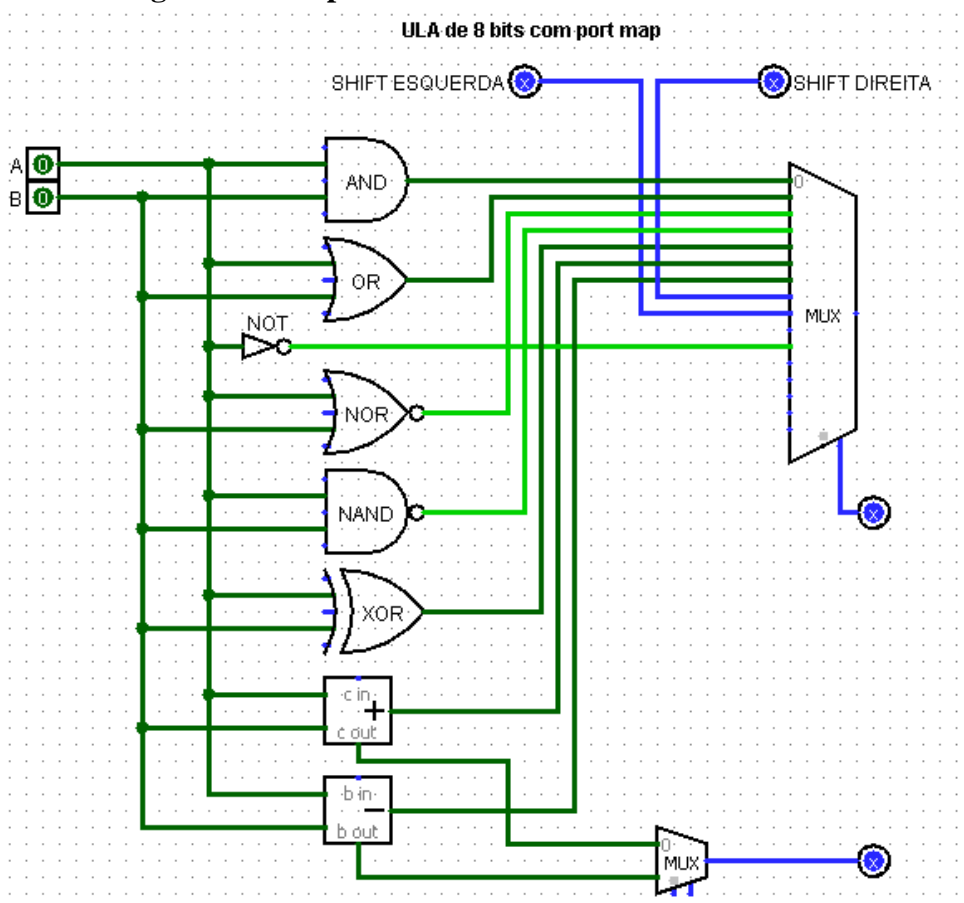 ULA de 8 bits com port map
SHIFT ESQUERDA x
x SHIFT DIREITA
A 0
B 0
AND
0
OR
NOT
MUX
NOR
NAND
x
XOR
c in
+
c out
b in
−
b out
0
MUX
x